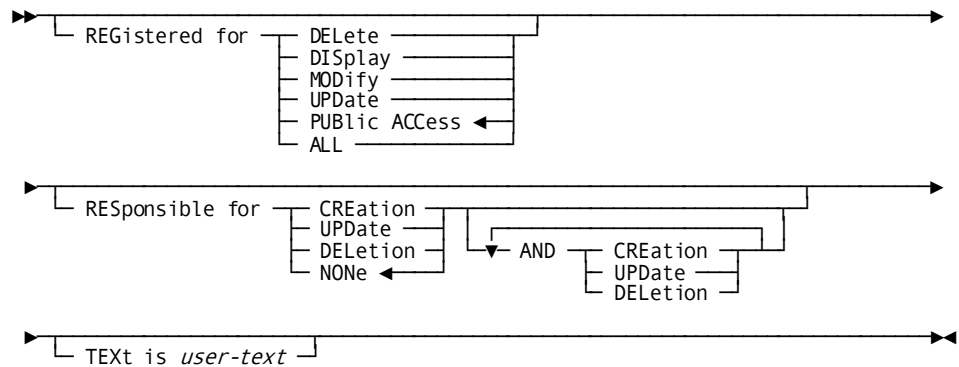 REGistered for DELete
DISplay
MODify
UPDate
PUBlic ACCess
ALL
RESponsible for CREation
UPDate AND CREation
DELetion UPDate
NONe DELetion
TEXt is user-text